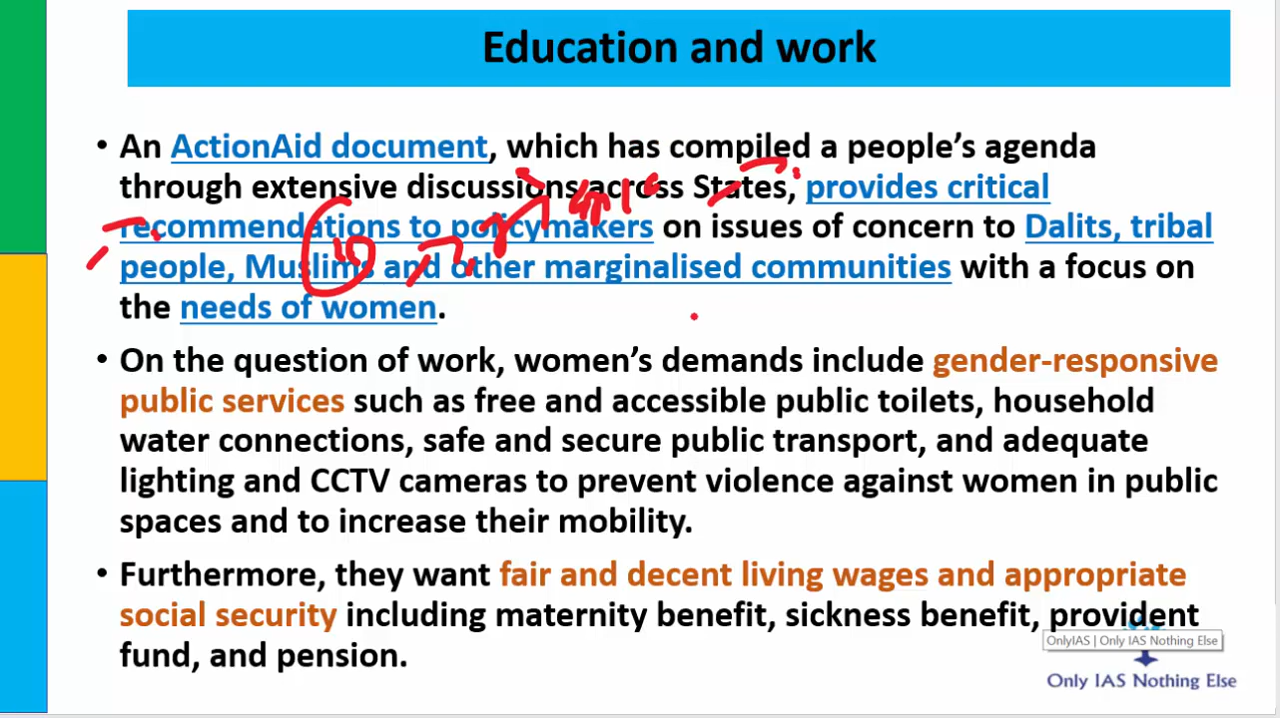 Education and work
• An ActionAid document, which has compiled a people’s agenda
through extensive discussions across States, provides critical
recommendations to policymakers on issues of concern to Dalits, tribal
people, Muslims and other marginalised communities with a focus on
the needs of women.
• On the question of work, women’s demands include gender-responsive
public services such as free and accessible public toilets, household
water connections, safe and secure public transport, and adequate
lighting and CCTV cameras to prevent violence against women in public
spaces and to increase their mobility.
• Furthermore, they want fair and decent living wages and appropriate
social security including maternity benefit, sickness benefit, provident
fund, and pension.
OnlyIAS | Only IAS Nothing Else
Only IAS Nothing Else